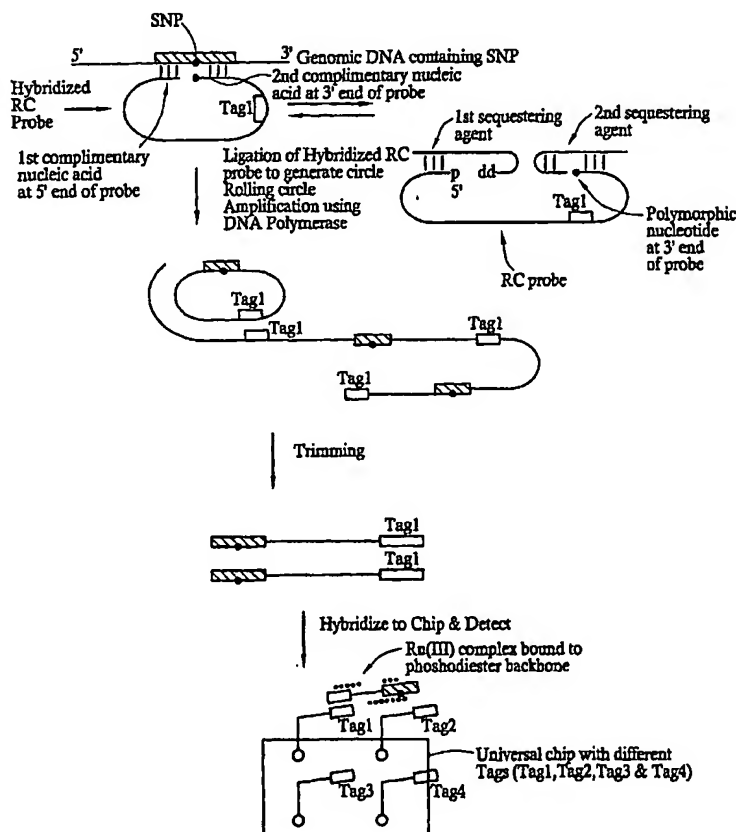 SNP
5'
3' Genomic DNA containing SNP
Hybridized
RC
Probe
2nd complimentary nucleic
acid at 3' end of probe
Tag1
1st complimentary
nucleic acid
at 5' end of probe
Ligation of Hybridized RC
probe to generate circle
Rolling circle
Amplification using
DNA Polymerase
1st sequestering
agent
2nd sequestering
agent
p
dd
5'
Tag1
Polymorphic
nucleotide
at 3' end
of probe
RC probe
Tag1
Tag1
Tag1
Tag1
Trimming
Tag1
Tag1
Hybridize to Chip & Detect
Ru(III) complex bound to
phoshodiester backbone
Tag1
Tag2
Tag3
Tag4
Universal chip with different
Tags (Tag1,Tag2,Tag3 & Tag4)